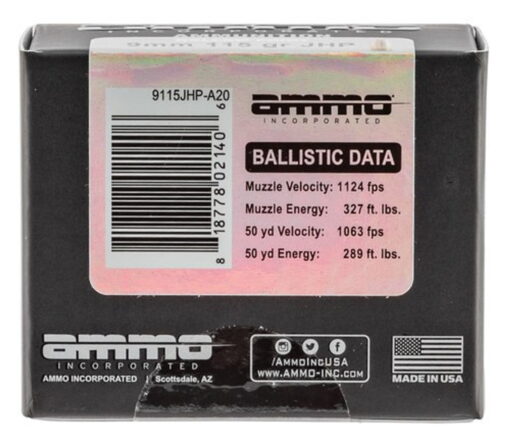 INCORPORATED
AMMUNITION
9mm 115 gr JHP
9115JHP-A20
8 18778 02140 6
ammo
INCORPORATED
BALLISTIC DATA
Muzzle Velocity: 1124 fps
Muzzle Energy: 327 ft. lbs.
50 yd Velocity: 1063 fps
50 yd Energy: 289 ft. lbs.
ammo
INCORPORATED
AMMO INCORPORATED | Scottsdale, AZ
/AmmoIncUSA
www.AMMO-INC.com
MADE IN USA